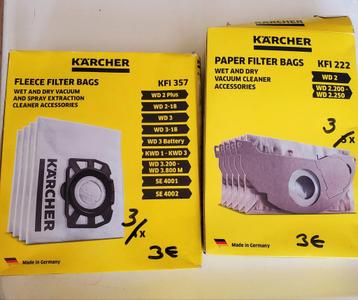 KÄRCHER
FLEECE FILTER BAGS
KFI 357
WET AND DRY VACUUM
AND SPRAY EXTRACTION
CLEANER ACCESSORIES
WD 2 Plus
WD 2-18
WD 3
WD 3-18
WD 3 Battery
KWD 1 - KWD 3
WD 3.200 -
WD 3.800 M
SE 4001
SE 4002
KÄRCHER
3/4x
3€
Made in Germany
KÄRCHER
PAPER FILTER BAGS
KFI 222
WET AND DRY
VACUUM CLEANER
ACCESSORIES
WD 2
WD 2.200 -
WD 2.250
3/5x
3€
Made in Germany